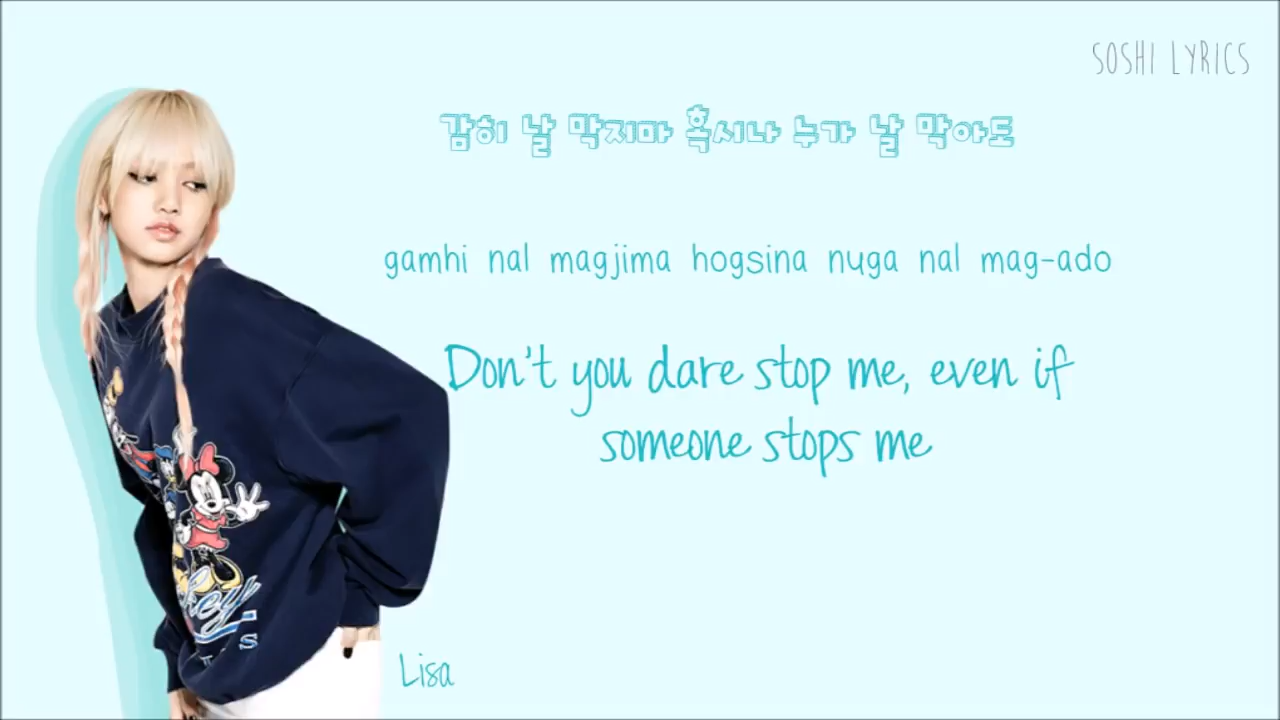 SOSHI LYRICS
감히 날 막지마 혹시나 누가 날 막아도
gamhi nal magjima hogsina nuga nal mag-ado
Don't you dare stop me, even if
someone stops me
Lisa